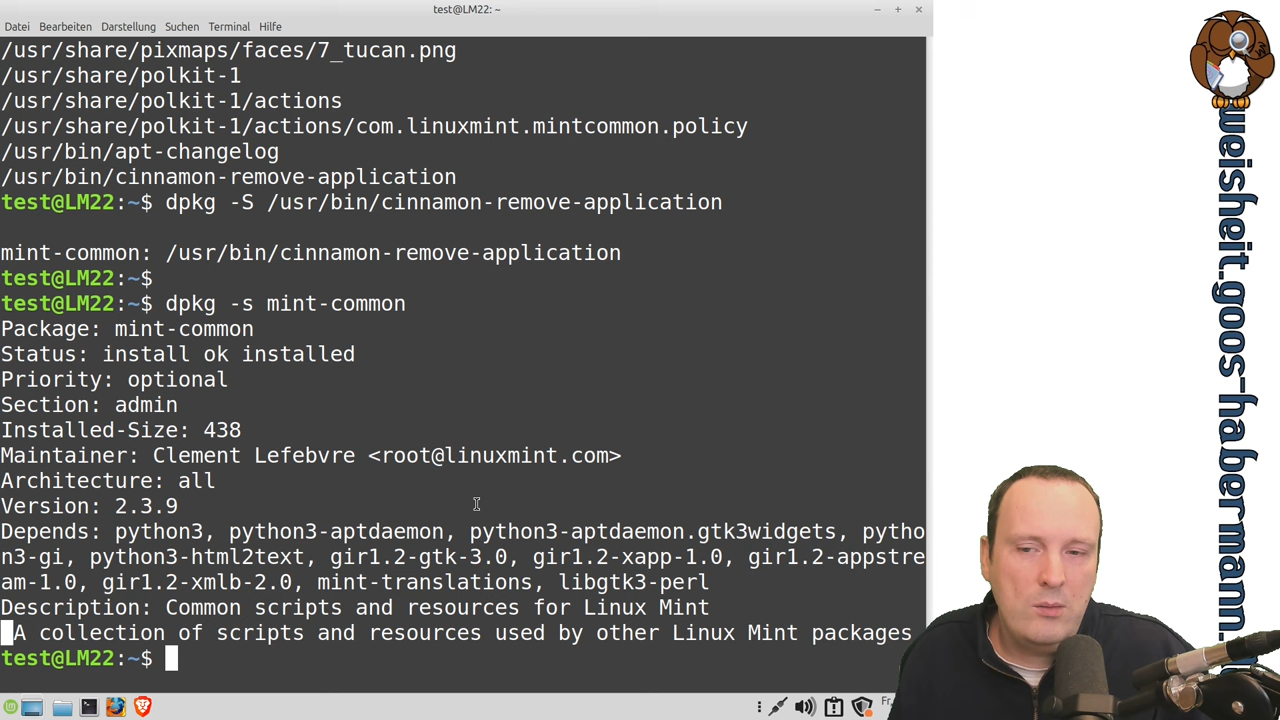 test@LM22: ~
Datei Bearbeiten Darstellung Suchen Terminal Hilfe
/usr/share/pixmaps/faces/7_tucan.png
/usr/share/polkit-1
/usr/share/polkit-1/actions
/usr/share/polkit-1/actions/com.linuxmint.mintcommon.policy
/usr/bin/apt-changelog
/usr/bin/cinnamon-remove-application
test@LM22:~$ dpkg -S /usr/bin/cinnamon-remove-application
mint-common: /usr/bin/cinnamon-remove-application
test@LM22:~$
test@LM22:~$ dpkg -s mint-common
Package: mint-common
Status: install ok installed
Priority: optional
Section: admin
Installed-Size: 438
Maintainer: Clement Lefebvre <root@linuxmint.com>
Architecture: all
Version: 2.3.9
Depends: python3, python3-aptdaemon, python3-aptdaemon.gtk3widgets, pytho
n3-gi, python3-html2text, gir1.2-gtk-3.0, gir1.2-xapp-1.0, gir1.2-appstre
am-1.0, gir1.2-xmlb-2.0, mint-translations, libgtk3-perl
Description: Common scripts and resources for Linux Mint
A collection of scripts and resources used by other Linux Mint packages
test@LM22:~$
Fr,
weisheit.goos-habermann.